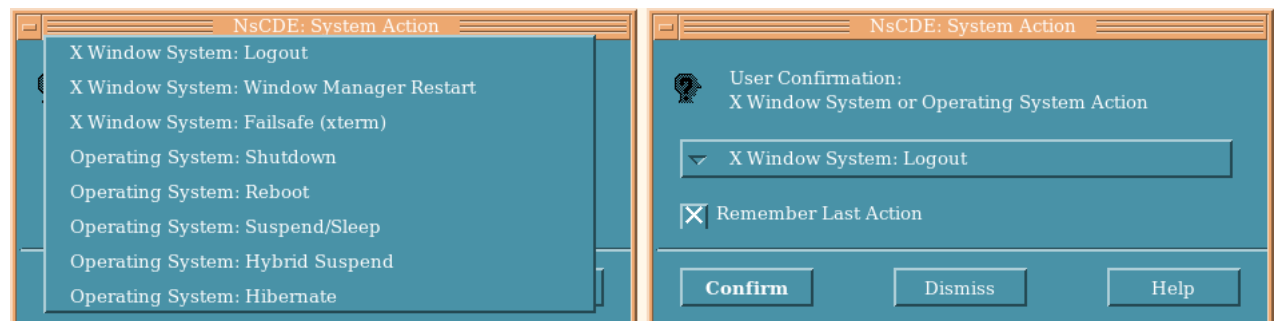 NsCDE: System Action
X Window System: Logout
X Window System: Window Manager Restart
X Window System: Failsafe (xterm)
Operating System: Shutdown
Operating System: Reboot
Operating System: Suspend/Sleep
Operating System: Hybrid Suspend
Operating System: Hibernate
NsCDE: System Action
User Confirmation:
X Window System or Operating System Action
X Window System: Logout
Remember Last Action
Confirm
Dismiss
Help